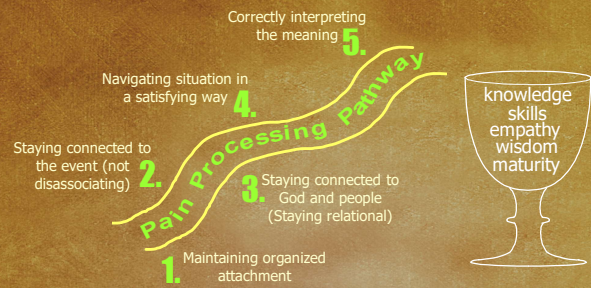 Correctly interpreting
the meaning 5.
Navigating situation in
a satisfying way 4.
Staying connected to
the event (not
disassociating) 2.
Pain Processing Pathway
3. Staying connected to
God and people
(Staying relational)
1. Maintaining organized
attachment
knowledge
skills
empathy
wisdom
maturity